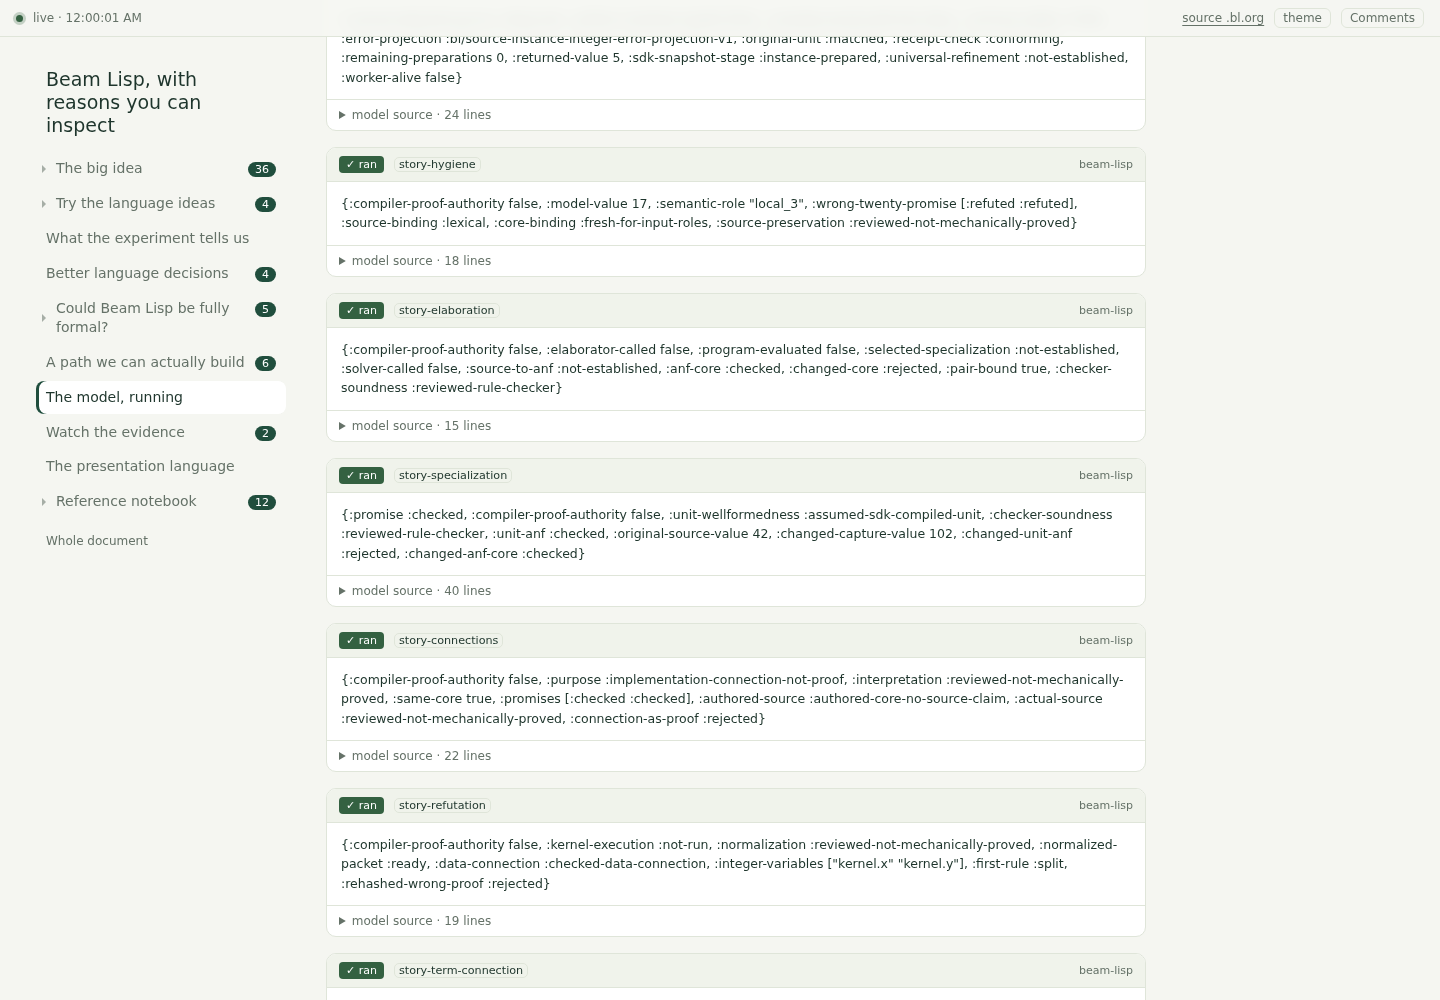 live · 12:00:01 AM
source .bl.org
theme
Comments
Beam Lisp, with
reasons you can
inspect
The big idea 36
Try the language ideas 4
What the experiment tells us
Better language decisions 4
Could Beam Lisp be fully 5
formal?
A path we can actually build 6
The model, running
Watch the evidence 2
The presentation language
Reference notebook 12
Whole document
:error-projection :bl/source-instance-integer-error-projection-v1, :original-unit :matched, :receipt-check :conforming,
:remaining-preparations 0, :returned-value 5, :sdk-snapshot-stage :instance-prepared, :universal-refinement :not-established,
:worker-alive false}
model source · 24 lines
✓ ran story-hygiene beam-lisp
{:compiler-proof-authority false, :model-value 17, :semantic-role "local_3", :wrong-twenty-promise [:refuted :refuted],
:source-binding :lexical, :core-binding :fresh-for-input-roles, :source-preservation :reviewed-not-mechanically-proved}
model source · 18 lines
✓ ran story-elaboration beam-lisp
{:compiler-proof-authority false, :elaborator-called false, :program-evaluated false, :selected-specialization :not-established,
:solver-called false, :source-to-anf :not-established, :anf-core :checked, :changed-core :rejected, :pair-bound true, :checker-
soundness :reviewed-rule-checker}
model source · 15 lines
✓ ran story-specialization beam-lisp
{:promise :checked, :compiler-proof-authority false, :unit-wellformedness :assumed-sdk-compiled-unit, :checker-soundness
:reviewed-rule-checker, :unit-anf :checked, :original-source-value 42, :changed-capture-value 102, :changed-unit-anf
:rejected, :changed-anf-core :checked}
model source · 40 lines
✓ ran story-connections beam-lisp
{:compiler-proof-authority false, :purpose :implementation-connection-not-proof, :interpretation :reviewed-not-mechanically-
proved, :same-core true, :promises [:checked :checked], :authored-source :authored-core-no-source-claim, :actual-source
:reviewed-not-mechanically-proved, :connection-as-proof :rejected}
model source · 22 lines
✓ ran story-refutation beam-lisp
{:compiler-proof-authority false, :kernel-execution :not-run, :normalization :reviewed-not-mechanically-proved, :normalized-
packet :ready, :data-connection :checked-data-connection, :integer-variables ["kernel.x" "kernel.y"], :first-rule :split,
:rehashed-wrong-proof :rejected}
model source · 19 lines
✓ ran story-term-connection beam-lisp